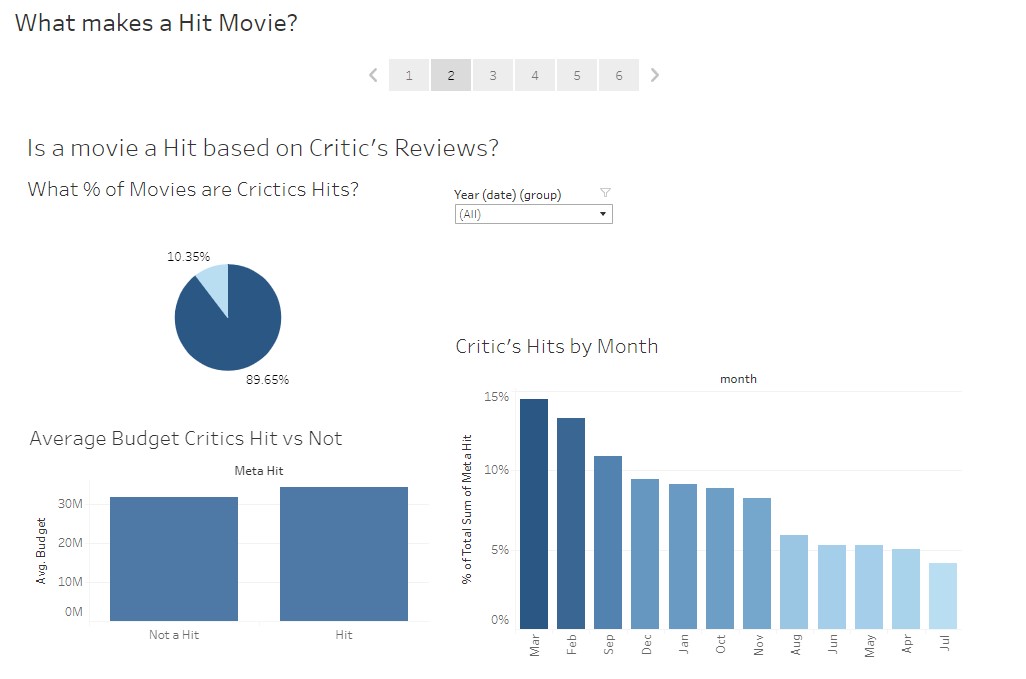 What makes a Hit Movie?
1 2 3 4 5 6
Is a movie a Hit based on Critic's Reviews?
What % of Movies are Crictics Hits?
Year (date) (group)
(All)
10.35%
89.65%
Average Budget Critics Hit vs Not
Meta Hit
Avg. Budget
30M
20M
10M
0M
Not a Hit
Hit
Critic's Hits by Month
month
% of Total Sum of Meta Hit
15%
10%
5%
0%
Mar
Feb
Sep
Dec
Jan
Oct
Nov
Aug
Jun
May
Apr
Jul